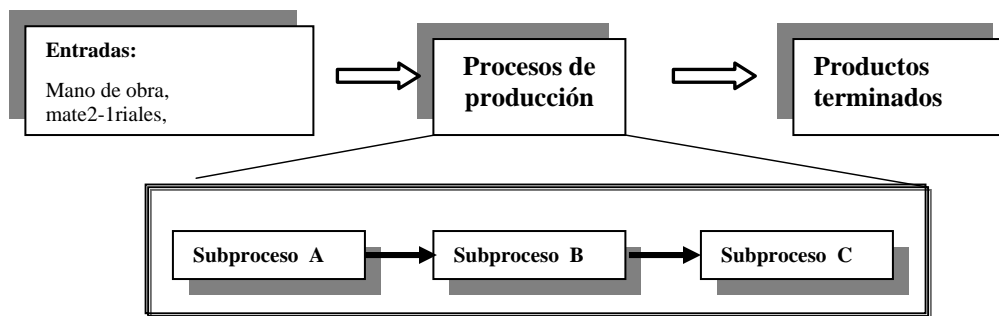 Entradas:
Mano de obra,
mate2-1riales,
Procesos de
producción
Productos
terminados
Subproceso A
Subproceso B
Subproceso C